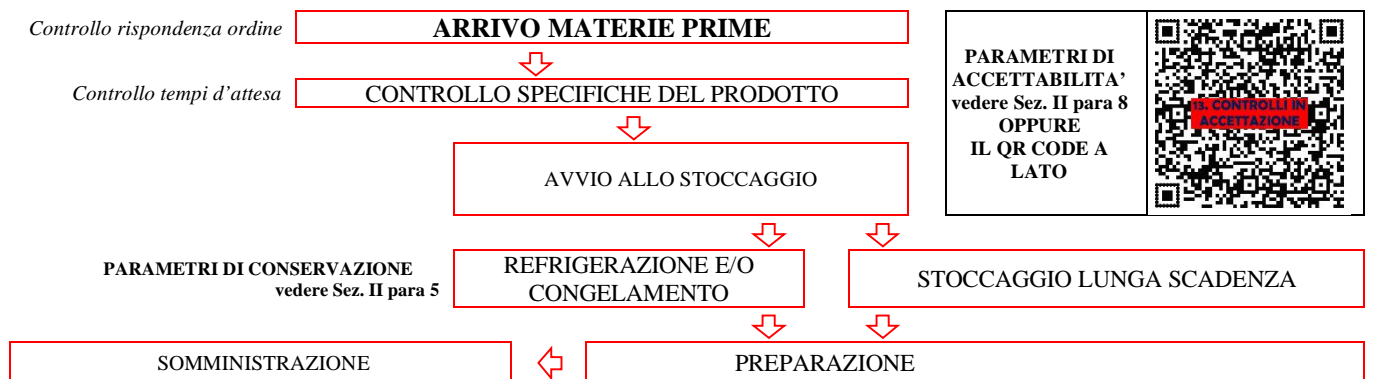 Controllo rispondenza ordine
ARRIVO MATERIE PRIME
Controllo tempi d'attesa
CONTROLLO SPECIFICHE DEL PRODOTTO
PARAMETRI DI
ACCETTABILITA'
vedere Sez. II para 8
OPPURE
IL QR CODE A
LATO
13. CONTROLLI IN
ACCETTAZIONE
AVVIO ALLO STOCCAGGIO
PARAMETRI DI CONSERVAZIONE
vedere Sez. II para 5
REFRIGERAZIONE E/O
CONGELAMENTO
STOCCAGGIO LUNGA SCADENZA
SOMMINISTRAZIONE
PREPARAZIONE